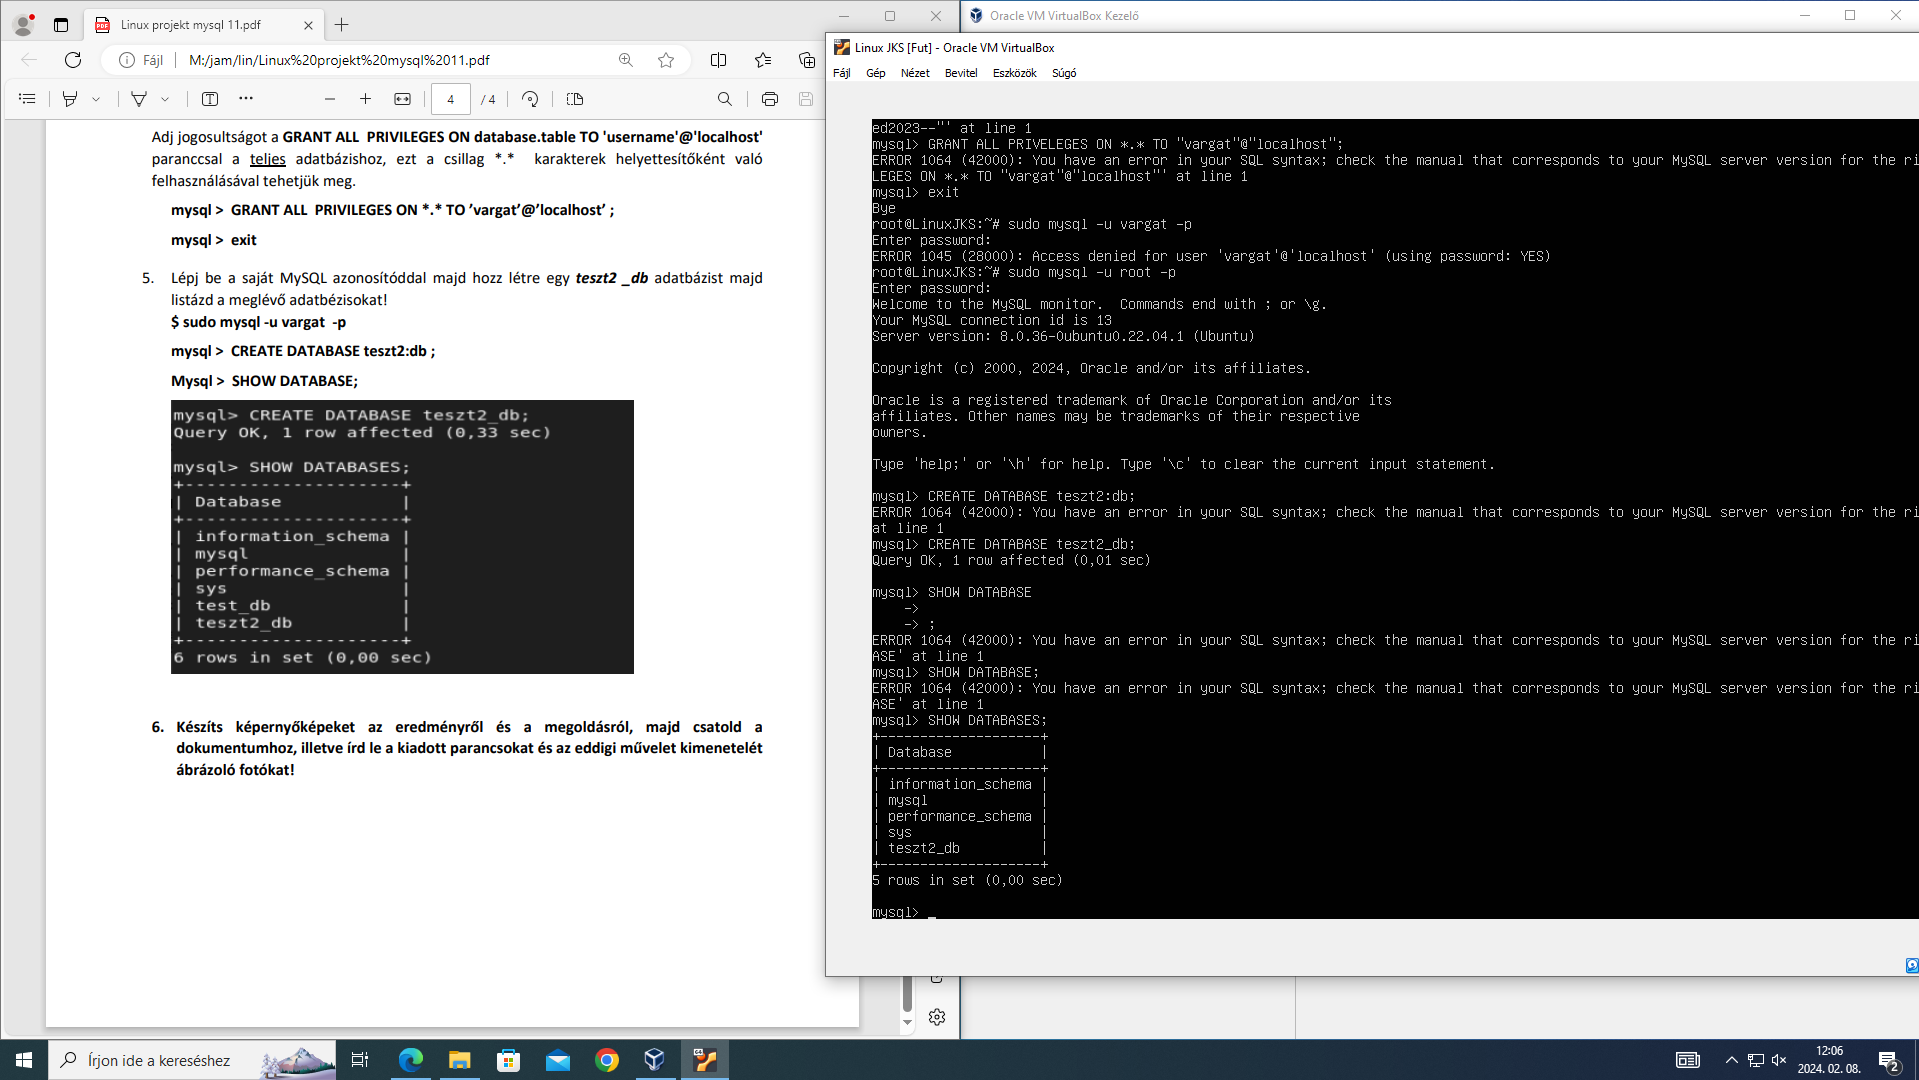 Linux projekt mysql 11.pdf
Fájl
M:/jam/lin/Linux%20projekt%20mysql%2011.pdf
4 / 4
Adj jogosultságot a GRANT ALL PRIVILEGES ON database.table TO 'username'@'localhost'
paranccsal a teljes adatbázishoz, ezt a csillag *.* karakterek helyettesítőként való
felhasználásával tehetjük meg.
mysql > GRANT ALL PRIVILEGES ON *.* TO ’vargat’@’localhost’ ;
mysql > exit
5. Lépj be a saját MySQL azonosítóddal majd hozz létre egy teszt2 _db adatbázist majd
listázd a meglévő adatbézisokat!
$ sudo mysql -u vargat -p
mysql > CREATE DATABASE teszt2:db ;
Mysql > SHOW DATABASE;
mysql> CREATE DATABASE teszt2_db;
Query OK, 1 row affected (0,33 sec)
mysql> SHOW DATABASES;
+--------------------+
| Database |
+--------------------+
| information_schema |
| mysql |
| performance_schema |
| sys |
| test_db |
| teszt2_db |
+--------------------+
6 rows in set (0,00 sec)
6. Készíts képernyőképeket az eredményről és a megoldásról, majd csatold a
dokumentumhoz, illetve írd le a kiadott parancsokat és az eddigi művelet kimenetelét
ábrázoló fotókat!
Oracle VM VirtualBox Kezelő
Linux JKS [Fut] - Oracle VM VirtualBox
Fájl Gép Nézet Bevitel Eszközök Súgó
ed2023--"' at line 1
mysql> GRANT ALL PRIVELEGES ON *.* TO "vargat"@"localhost";
ERROR 1064 (42000): You have an error in your SQL syntax; check the manual that corresponds to your MySQL server version for the ri
LEGES ON *.* TO "vargat"@"localhost"' at line 1
mysql> exit
Bye
root@LinuxJKS:~# sudo mysql -u vargat -p
Enter password:
ERROR 1045 (28000): Access denied for user 'vargat'@'localhost' (using password: YES)
root@LinuxJKS:~# sudo mysql -u root -p
Enter password:
Welcome to the MySQL monitor.  Commands end with ; or \g.
Your MySQL connection id is 13
Server version: 8.0.36-0ubuntu0.22.04.1 (Ubuntu)
Copyright (c) 2000, 2024, Oracle and/or its affiliates.
Oracle is a registered trademark of Oracle Corporation and/or its
affiliates. Other names may be trademarks of their respective
owners.
Type 'help;' or '\h' for help. Type '\c' to clear the current input statement.
mysql> CREATE DATABASE teszt2:db;
ERROR 1064 (42000): You have an error in your SQL syntax; check the manual that corresponds to your MySQL server version for the ri
at line 1
mysql> CREATE DATABASE teszt2_db;
Query OK, 1 row affected (0,01 sec)
mysql> SHOW DATABASE
->
-> ;
ERROR 1064 (42000): You have an error in your SQL syntax; check the manual that corresponds to your MySQL server version for the ri
ASE' at line 1
mysql> SHOW DATABASE;
ERROR 1064 (42000): You have an error in your SQL syntax; check the manual that corresponds to your MySQL server version for the ri
ASE' at line 1
mysql> SHOW DATABASES;
+--------------------+
| Database |
+--------------------+
| information_schema |
| mysql |
| performance_schema |
| sys |
| teszt2_db |
+--------------------+
5 rows in set (0,00 sec)
mysql> _
Írjon ide a kereséshez
12:06
2024. 02. 08.
2